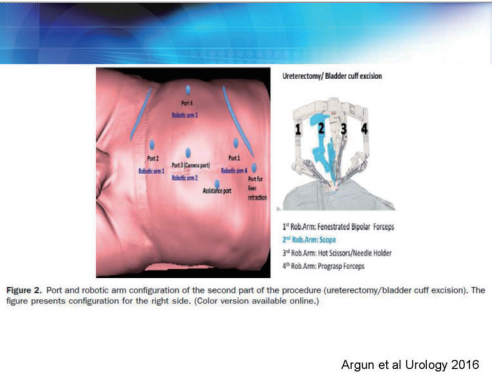 Ureterectomy/ Bladder cuff excision
Port 4
Robotic arm 3
Port 2
Robotic arm 1
Port 3 (Camera port)
Robotic arm 2
Port 1
Robotic arm 4
Assistance port
Port for
liver
retraction
1 2 3 4
1st Rob.Arm: Fenestrated Bipolar Forceps
2nd Rob.Arm: Scope
3rd Rob.Arm: Hot Scissors/Needle Holder
4th Rob.Arm: Prograsp Forceps
Figure 2. Port and robotic arm configuration of the second part of the procedure (ureterectomy/bladder cuff excision). The
figure presents configuration for the right side. (Color version available online.)
Argun et al Urology 2016